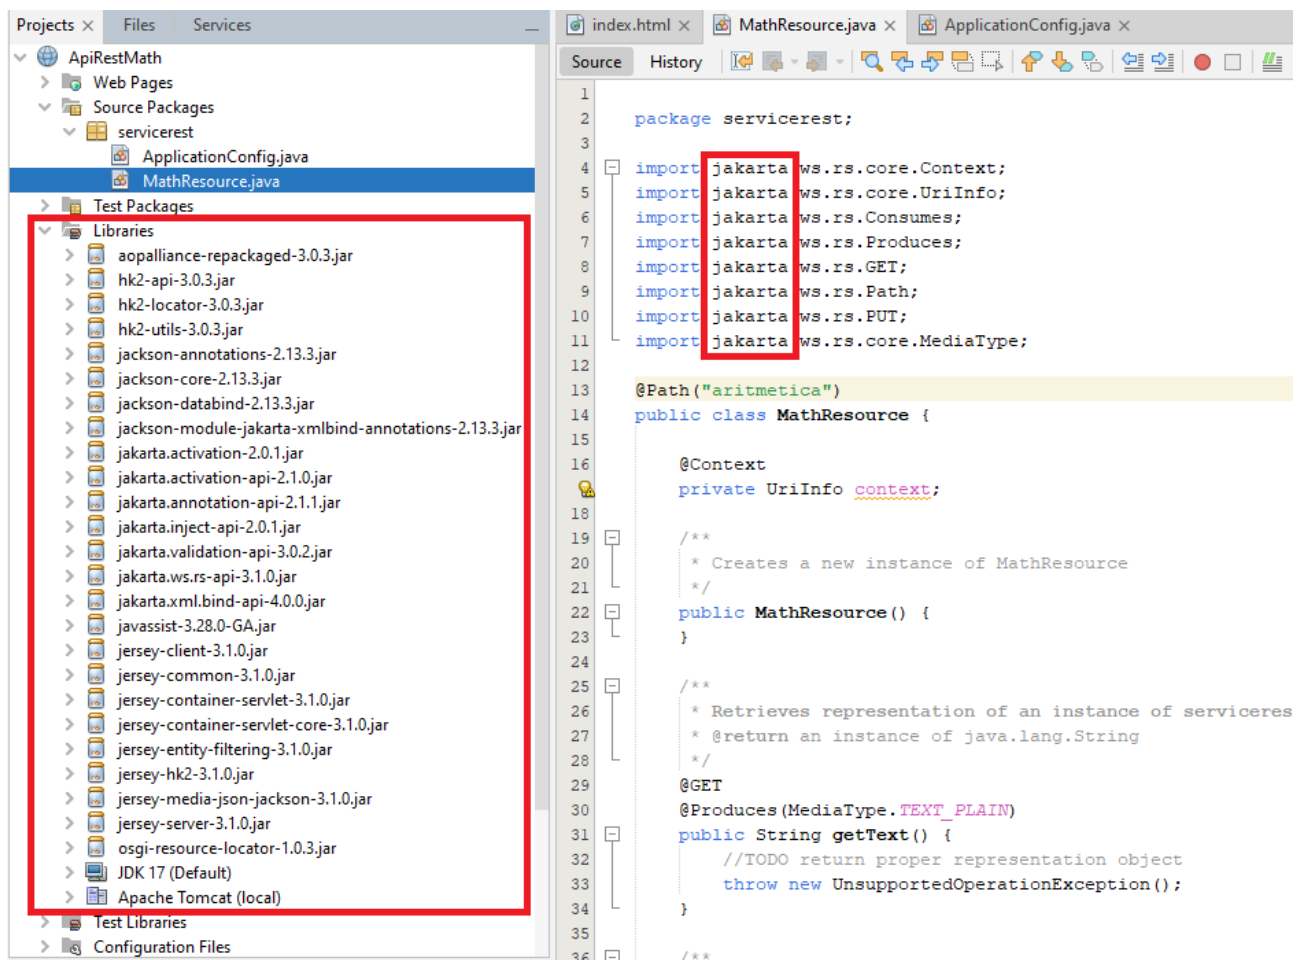 Projects × Files Services
ApiRestMath
Web Pages
Source Packages
servicerest
ApplicationConfig.java
MathResource.java
Test Packages
Libraries
aopalliance-repackaged-3.0.3.jar
hk2-api-3.0.3.jar
hk2-locator-3.0.3.jar
hk2-utils-3.0.3.jar
jackson-annotations-2.13.3.jar
jackson-core-2.13.3.jar
jackson-databind-2.13.3.jar
jackson-module-jakarta-xmlbind-annotations-2.13.3.jar
jakarta.activation-2.0.1.jar
jakarta.activation-api-2.1.0.jar
jakarta.annotation-api-2.1.1.jar
jakarta.inject-api-2.0.1.jar
jakarta.validation-api-3.0.2.jar
jakarta.ws.rs-api-3.1.0.jar
jakarta.xml.bind-api-4.0.0.jar
javassist-3.28.0-GA.jar
jersey-client-3.1.0.jar
jersey-common-3.1.0.jar
jersey-container-servlet-3.1.0.jar
jersey-container-servlet-core-3.1.0.jar
jersey-entity-filtering-3.1.0.jar
jersey-hk2-3.1.0.jar
jersey-media-json-jackson-3.1.0.jar
jersey-server-3.1.0.jar
osgi-resource-locator-1.0.3.jar
JDK 17 (Default)
Apache Tomcat (local)
Test Libraries
Configuration Files
index.html × MathResource.java × ApplicationConfig.java ×
Source History
1
2 package servicerest;
3
4 import jakarta.ws.rs.core.Context;
5 import jakarta.ws.rs.core.UriInfo;
6 import jakarta.ws.rs.Consumes;
7 import jakarta.ws.rs.Produces;
8 import jakarta.ws.rs.GET;
9 import jakarta.ws.rs.Path;
10 import jakarta.ws.rs.PUT;
11 import jakarta.ws.rs.core.MediaType;
12
13 @Path("aritmetica")
14 public class MathResource {
15
16 @Context
private UriInfo context;
18
19 /**
20 * Creates a new instance of MathResource
21 */
22 public MathResource() {
23 }
24
25 /**
26 * Retrieves representation of an instance of serviceres
27 * @return an instance of java.lang.String
28 */
29 @GET
30 @Produces(MediaType.TEXT_PLAIN)
31 public String getText() {
32 //TODO return proper representation object
33 throw new UnsupportedOperationException();
34 }
35
36 /**